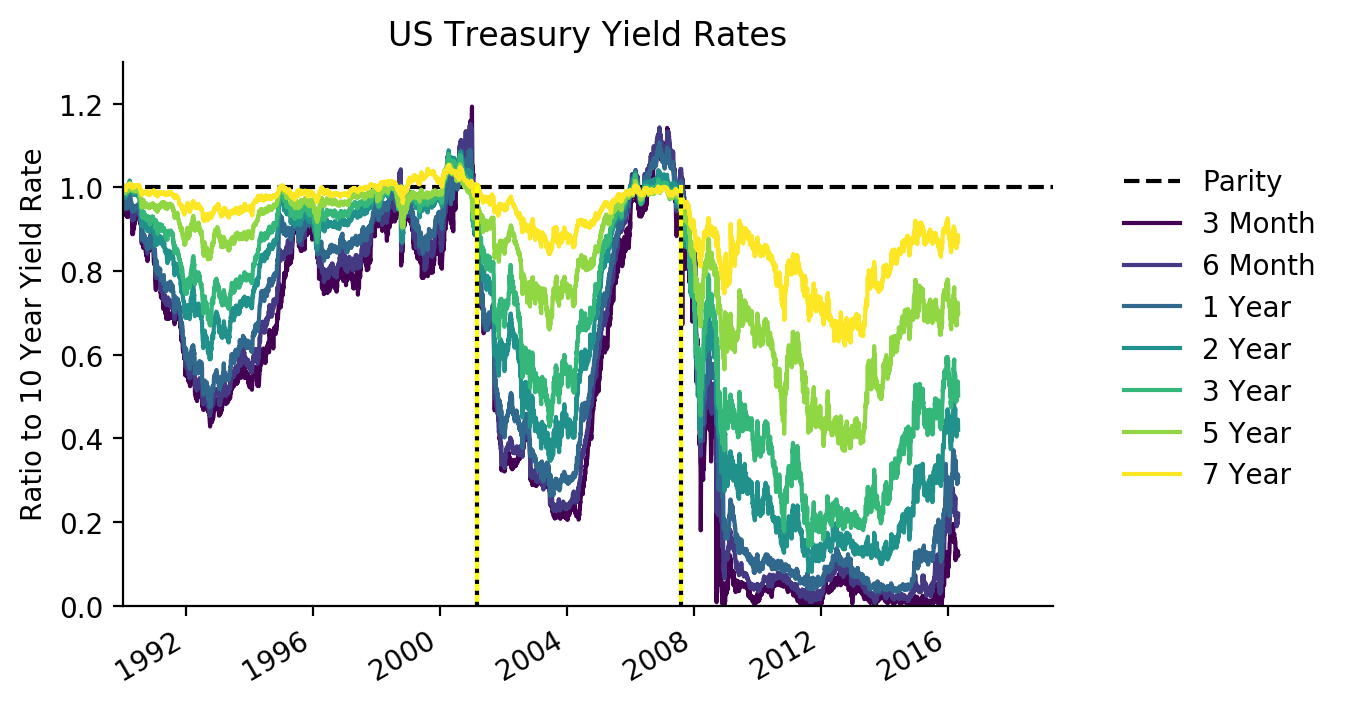 US Treasury Yield Rates
Ratio to 10 Year Yield Rate
1.2
1.0
0.8
0.6
0.4
0.2
0.0
1992
1996
2000
2004
2008
2012
2016
Parity
3 Month
6 Month
1 Year
2 Year
3 Year
5 Year
7 Year